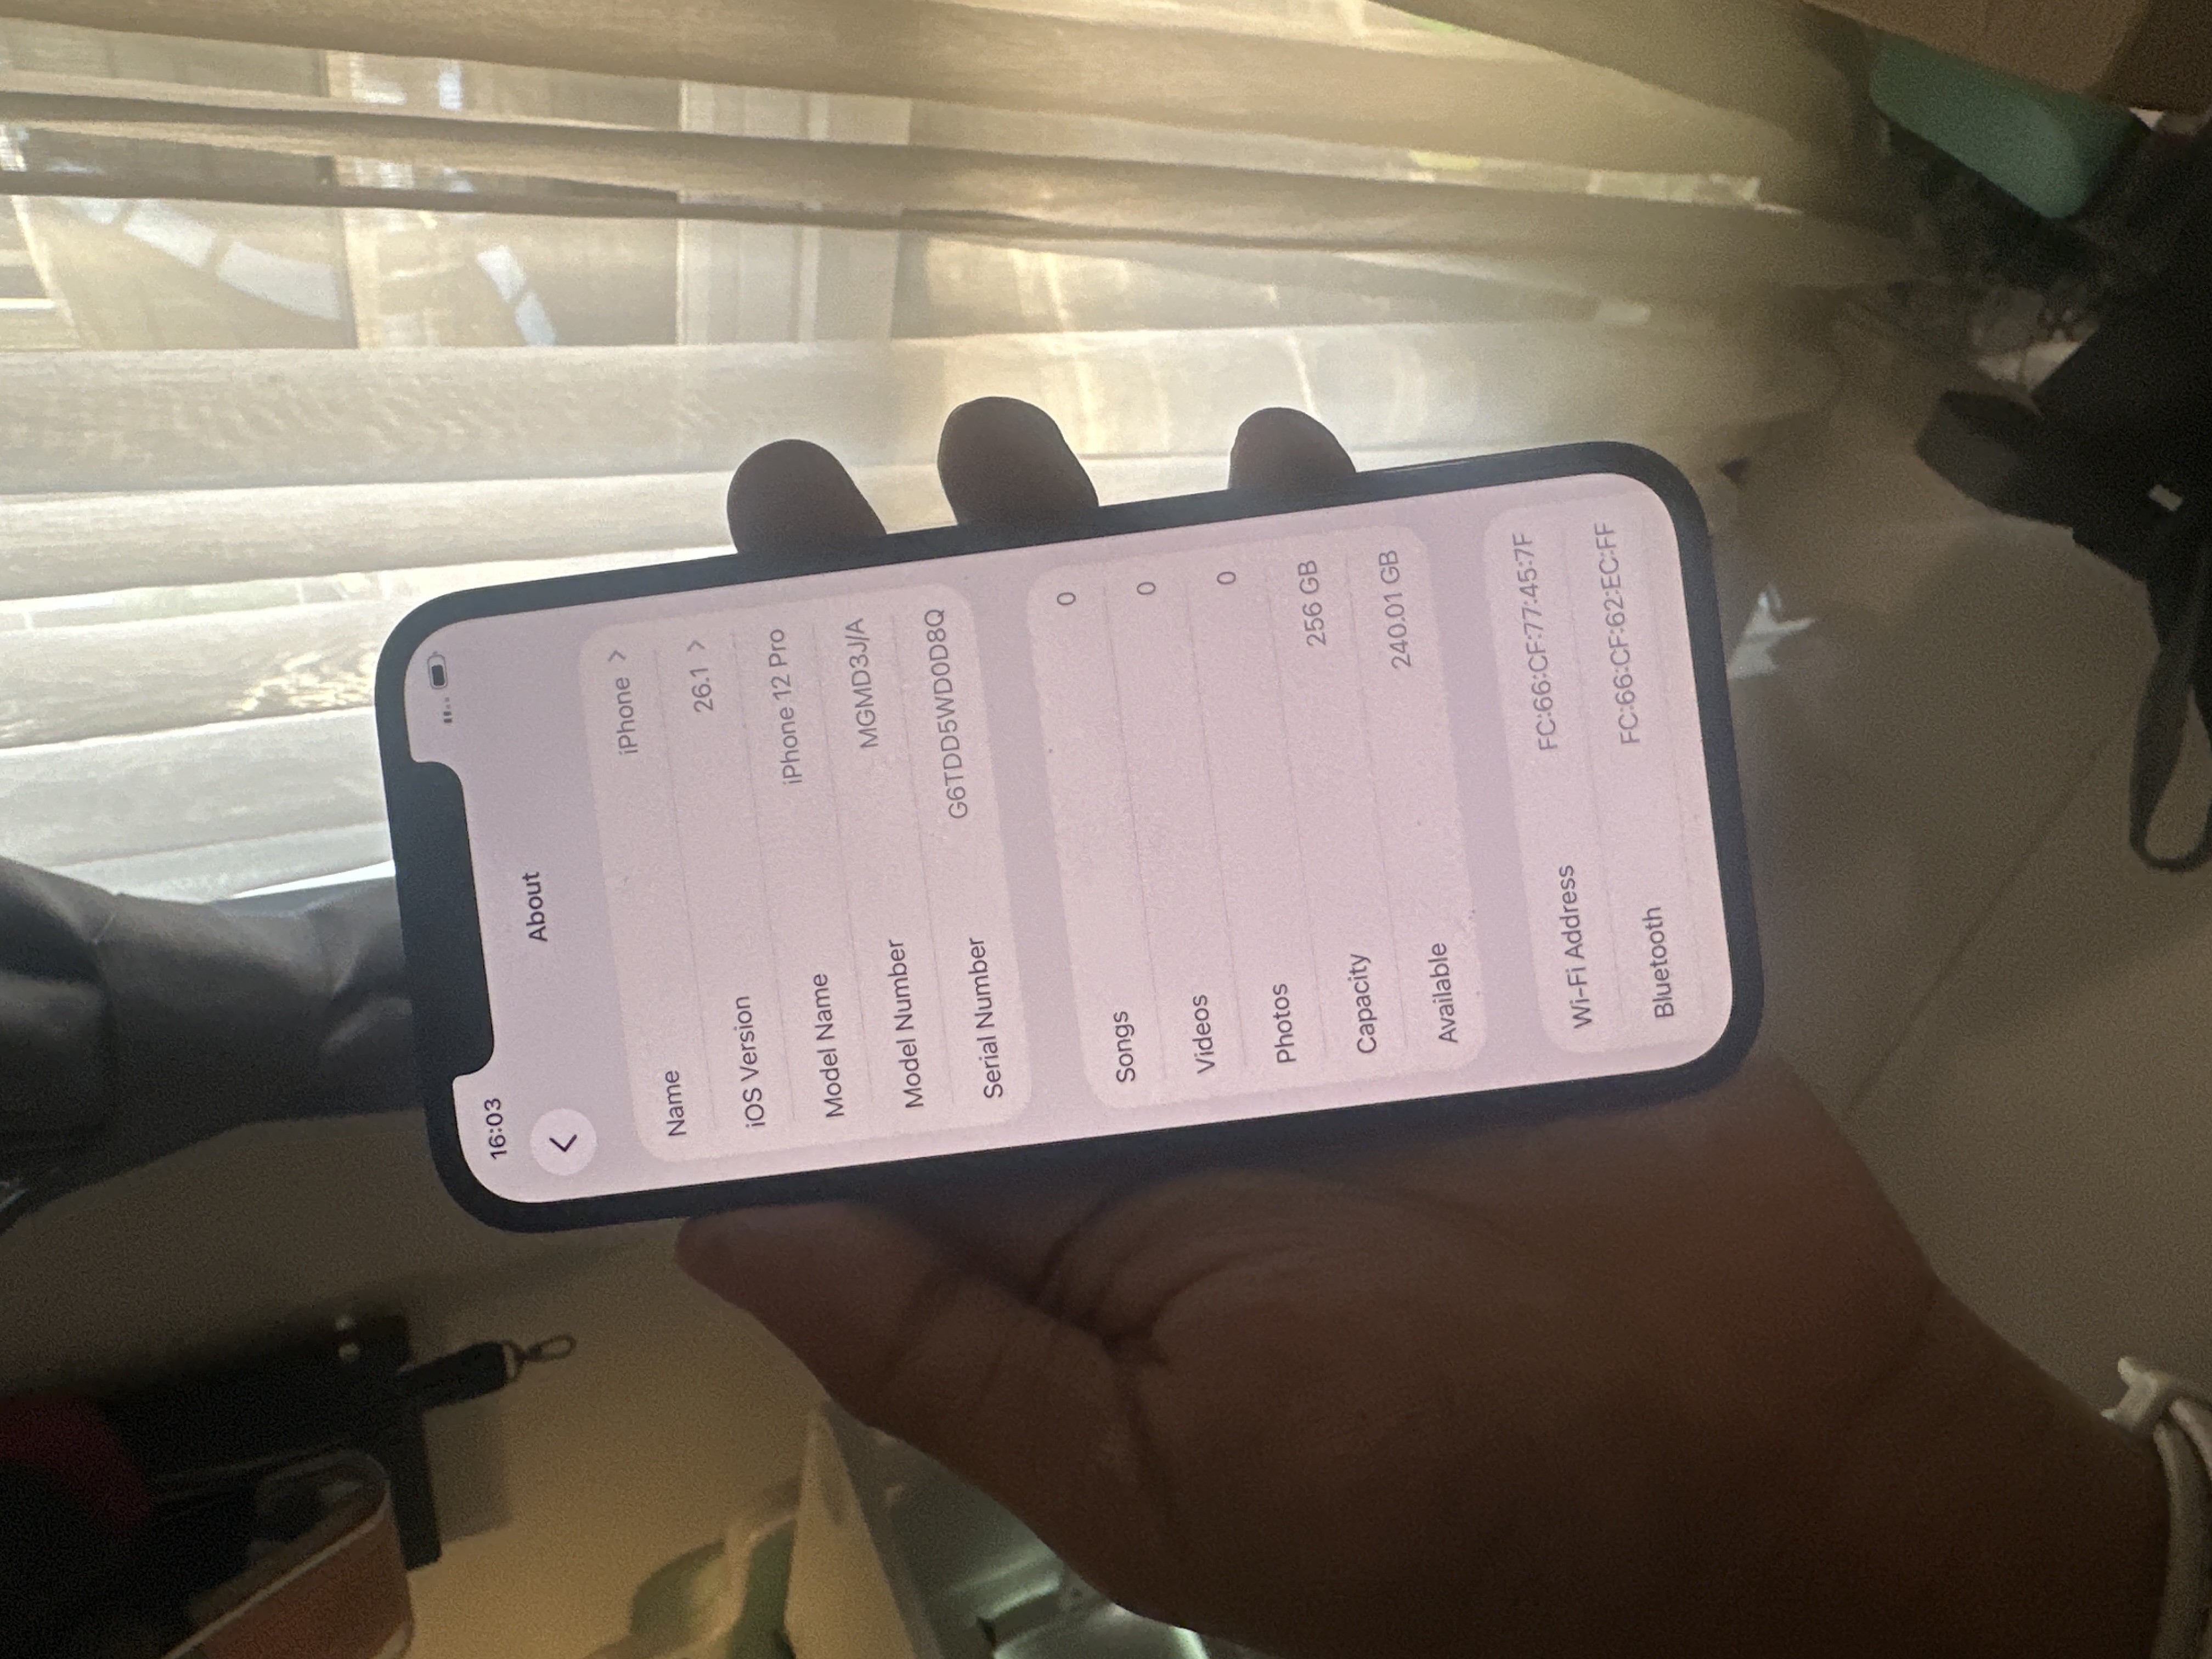 16:03
About
Name iPhone
iOS Version 26.1
Model Name iPhone 12 Pro
Model Number MGMD3J/A
Serial Number G6TDD5WD0D8Q
Songs 0
Videos 0
Photos 0
Capacity 256 GB
Available 240.01 GB
Wi-Fi Address FC:66:CF:77:45:7F
Bluetooth FC:66:CF:62:EC:FF